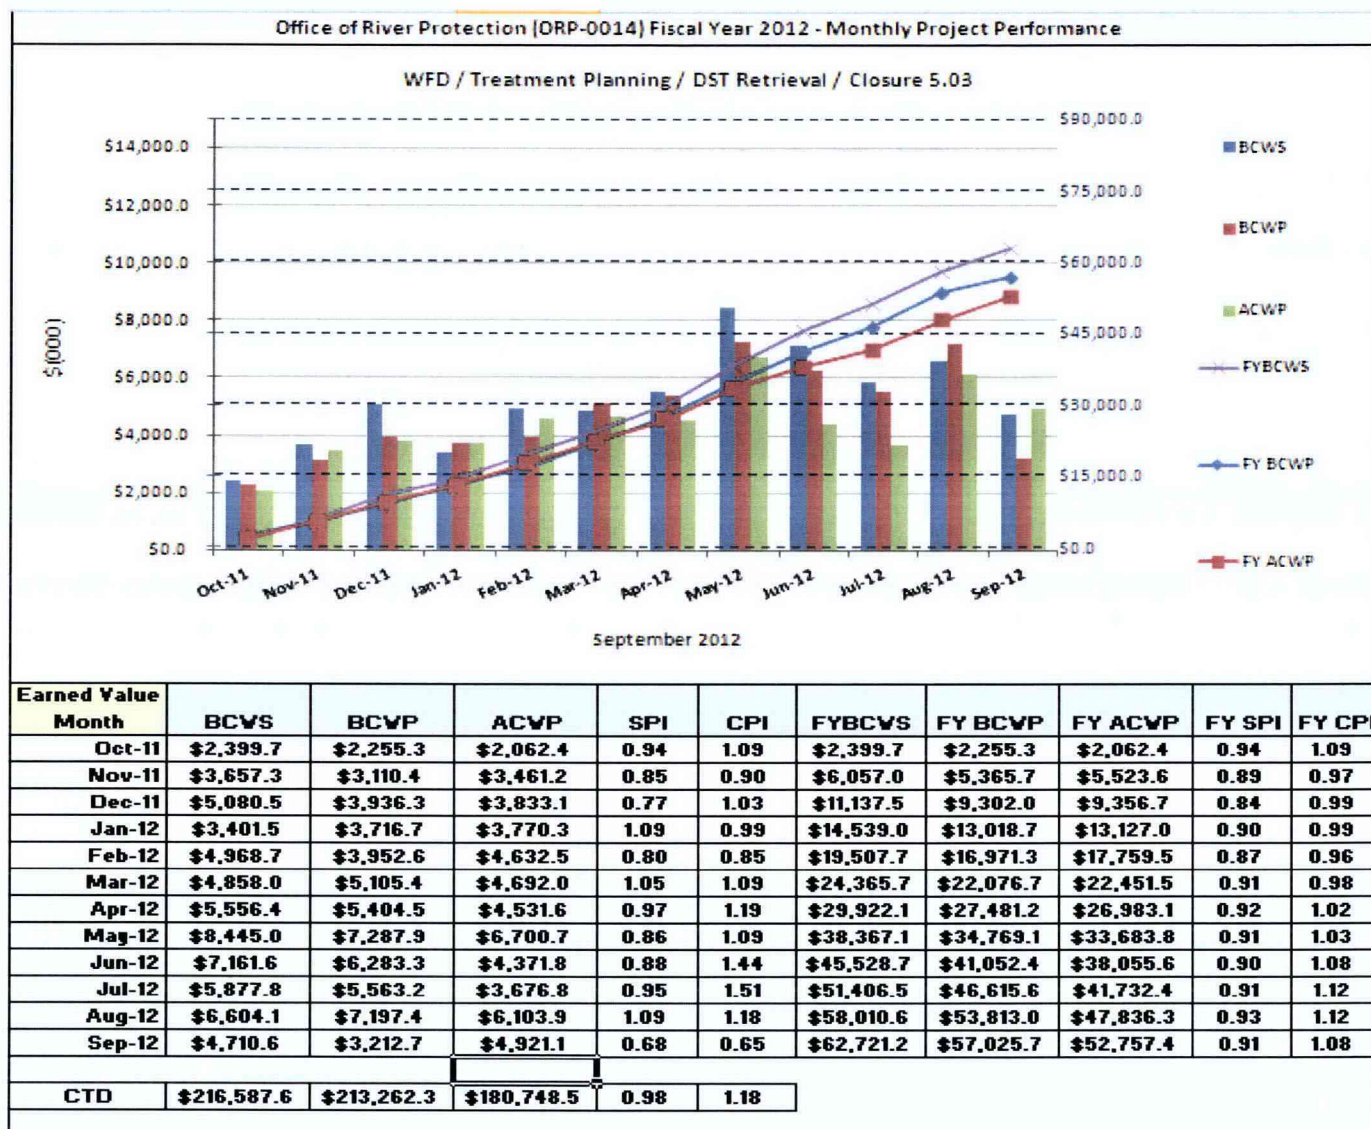 Office of River Protection (ORP-0014) Fiscal Year 2012 - Monthly Project Performance
WFD / Treatment Planning / DST Retrieval / Closure 5.03
$(000)
$14,000.0
$12,000.0
$10,000.0
$8,000.0
$6,000.0
$4,000.0
$2,000.0
$0.0
$90,000.0
$75,000.0
$60,000.0
$45,000.0
$30,000.0
$15,000.0
$0.0
BCWS
BCWP
ACWP
FYBCWS
FY BCWP
FY ACWP
Oct-11 Nov-11 Dec-11 Jan-12 Feb-12 Mar-12 Apr-12 May-12 Jun-12 Jul-12 Aug-12 Sep-12
September 2012
Earned Value
Month BCWS BCWP ACWP SPI CPI FYBCWS FY BCWP FY ACWP FY SPI FY CPI
Oct-11 $2,399.7 $2,255.3 $2,062.4 0.94 1.09 $2,399.7 $2,255.3 $2,062.4 0.94 1.09
Nov-11 $3,657.3 $3,110.4 $3,461.2 0.85 0.90 $6,057.0 $5,365.7 $5,523.6 0.89 0.97
Dec-11 $5,080.5 $3,936.3 $3,833.1 0.77 1.03 $11,137.5 $9,302.0 $9,356.7 0.84 0.99
Jan-12 $3,401.5 $3,716.7 $3,770.3 1.09 0.99 $14,539.0 $13,018.7 $13,127.0 0.90 0.99
Feb-12 $4,968.7 $3,952.6 $4,632.5 0.80 0.85 $19,507.7 $16,971.3 $17,759.5 0.87 0.96
Mar-12 $4,858.0 $5,105.4 $4,692.0 1.05 1.09 $24,365.7 $22,076.7 $22,451.5 0.91 0.98
Apr-12 $5,556.4 $5,404.5 $4,531.6 0.97 1.19 $29,922.1 $27,481.2 $26,983.1 0.92 1.02
May-12 $8,445.0 $7,287.9 $6,700.7 0.86 1.09 $38,367.1 $34,769.1 $33,683.8 0.91 1.03
Jun-12 $7,161.6 $6,283.3 $4,371.8 0.88 1.44 $45,528.7 $41,052.4 $38,055.6 0.90 1.08
Jul-12 $5,877.8 $5,563.2 $3,676.8 0.95 1.51 $51,406.5 $46,615.6 $41,732.4 0.91 1.12
Aug-12 $6,604.1 $7,197.4 $6,103.9 1.09 1.18 $58,010.6 $53,813.0 $47,836.3 0.93 1.12
Sep-12 $4,710.6 $3,212.7 $4,921.1 0.68 0.65 $62,721.2 $57,025.7 $52,757.4 0.91 1.08
CTD $216,587.6 $213,262.3 $180,748.5 0.98 1.18